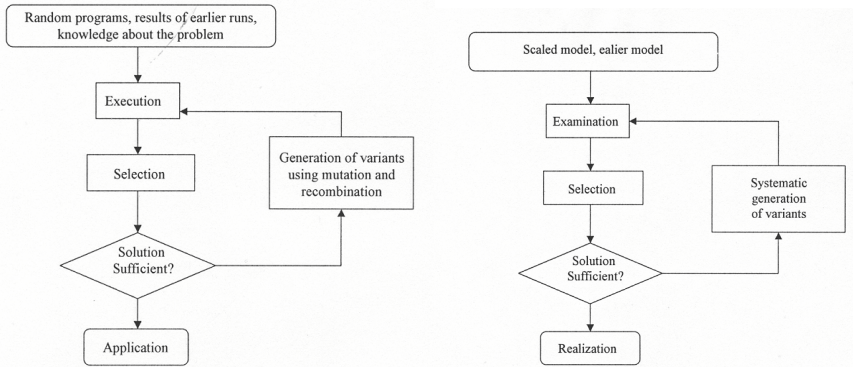 Random programs, results of earlier runs,
knowledge about the problem
Execution
Selection
Generation of variants
using mutation and
recombination
Solution
Sufficient?
Application
Scaled model, ealier model
Examination
Selection
Systematic
generation
of variants
Solution
Sufficient?
Realization